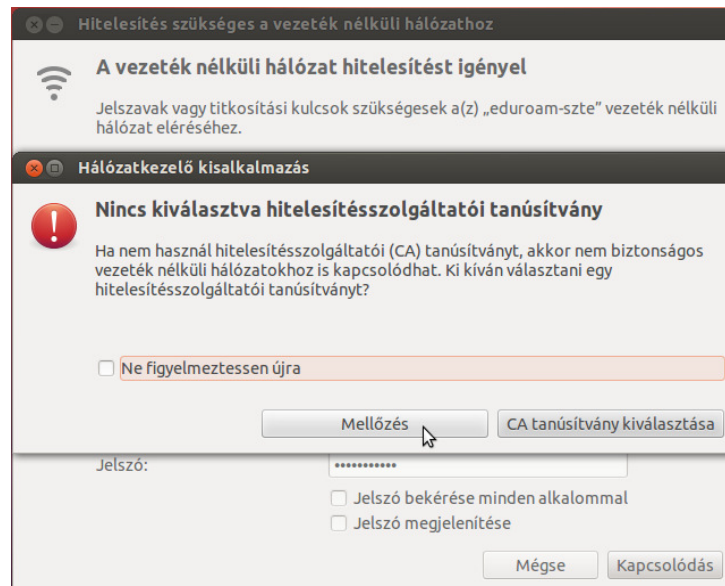 Hitelesítés szükséges a vezeték nélküli hálózathoz
A vezeték nélküli hálózat hitelesítést igényel
Jelszavak vagy titkosítási kulcsok szükségesek a(z) „eduroam-szte” vezeték nélküli
hálózat eléréséhez.
Hálózatkezelő kisalkalmazás
Nincs kiválasztva hitelesítésszolgáltatói tanúsítvány
Ha nem használ hitelesítésszolgáltatói (CA) tanúsítványt, akkor nem biztonságos
vezeték nélküli hálózatokhoz is kapcsolódhat. Ki kíván választani egy
hitelesítésszolgáltatói tanúsítványt?
Ne figyelmeztessen újra
Mellőzés CA tanúsítvány kiválasztása
Jelszó: •••••••••••
Jelszó bekérése minden alkalommal
Jelszó megjelenítése
Mégse Kapcsolódás